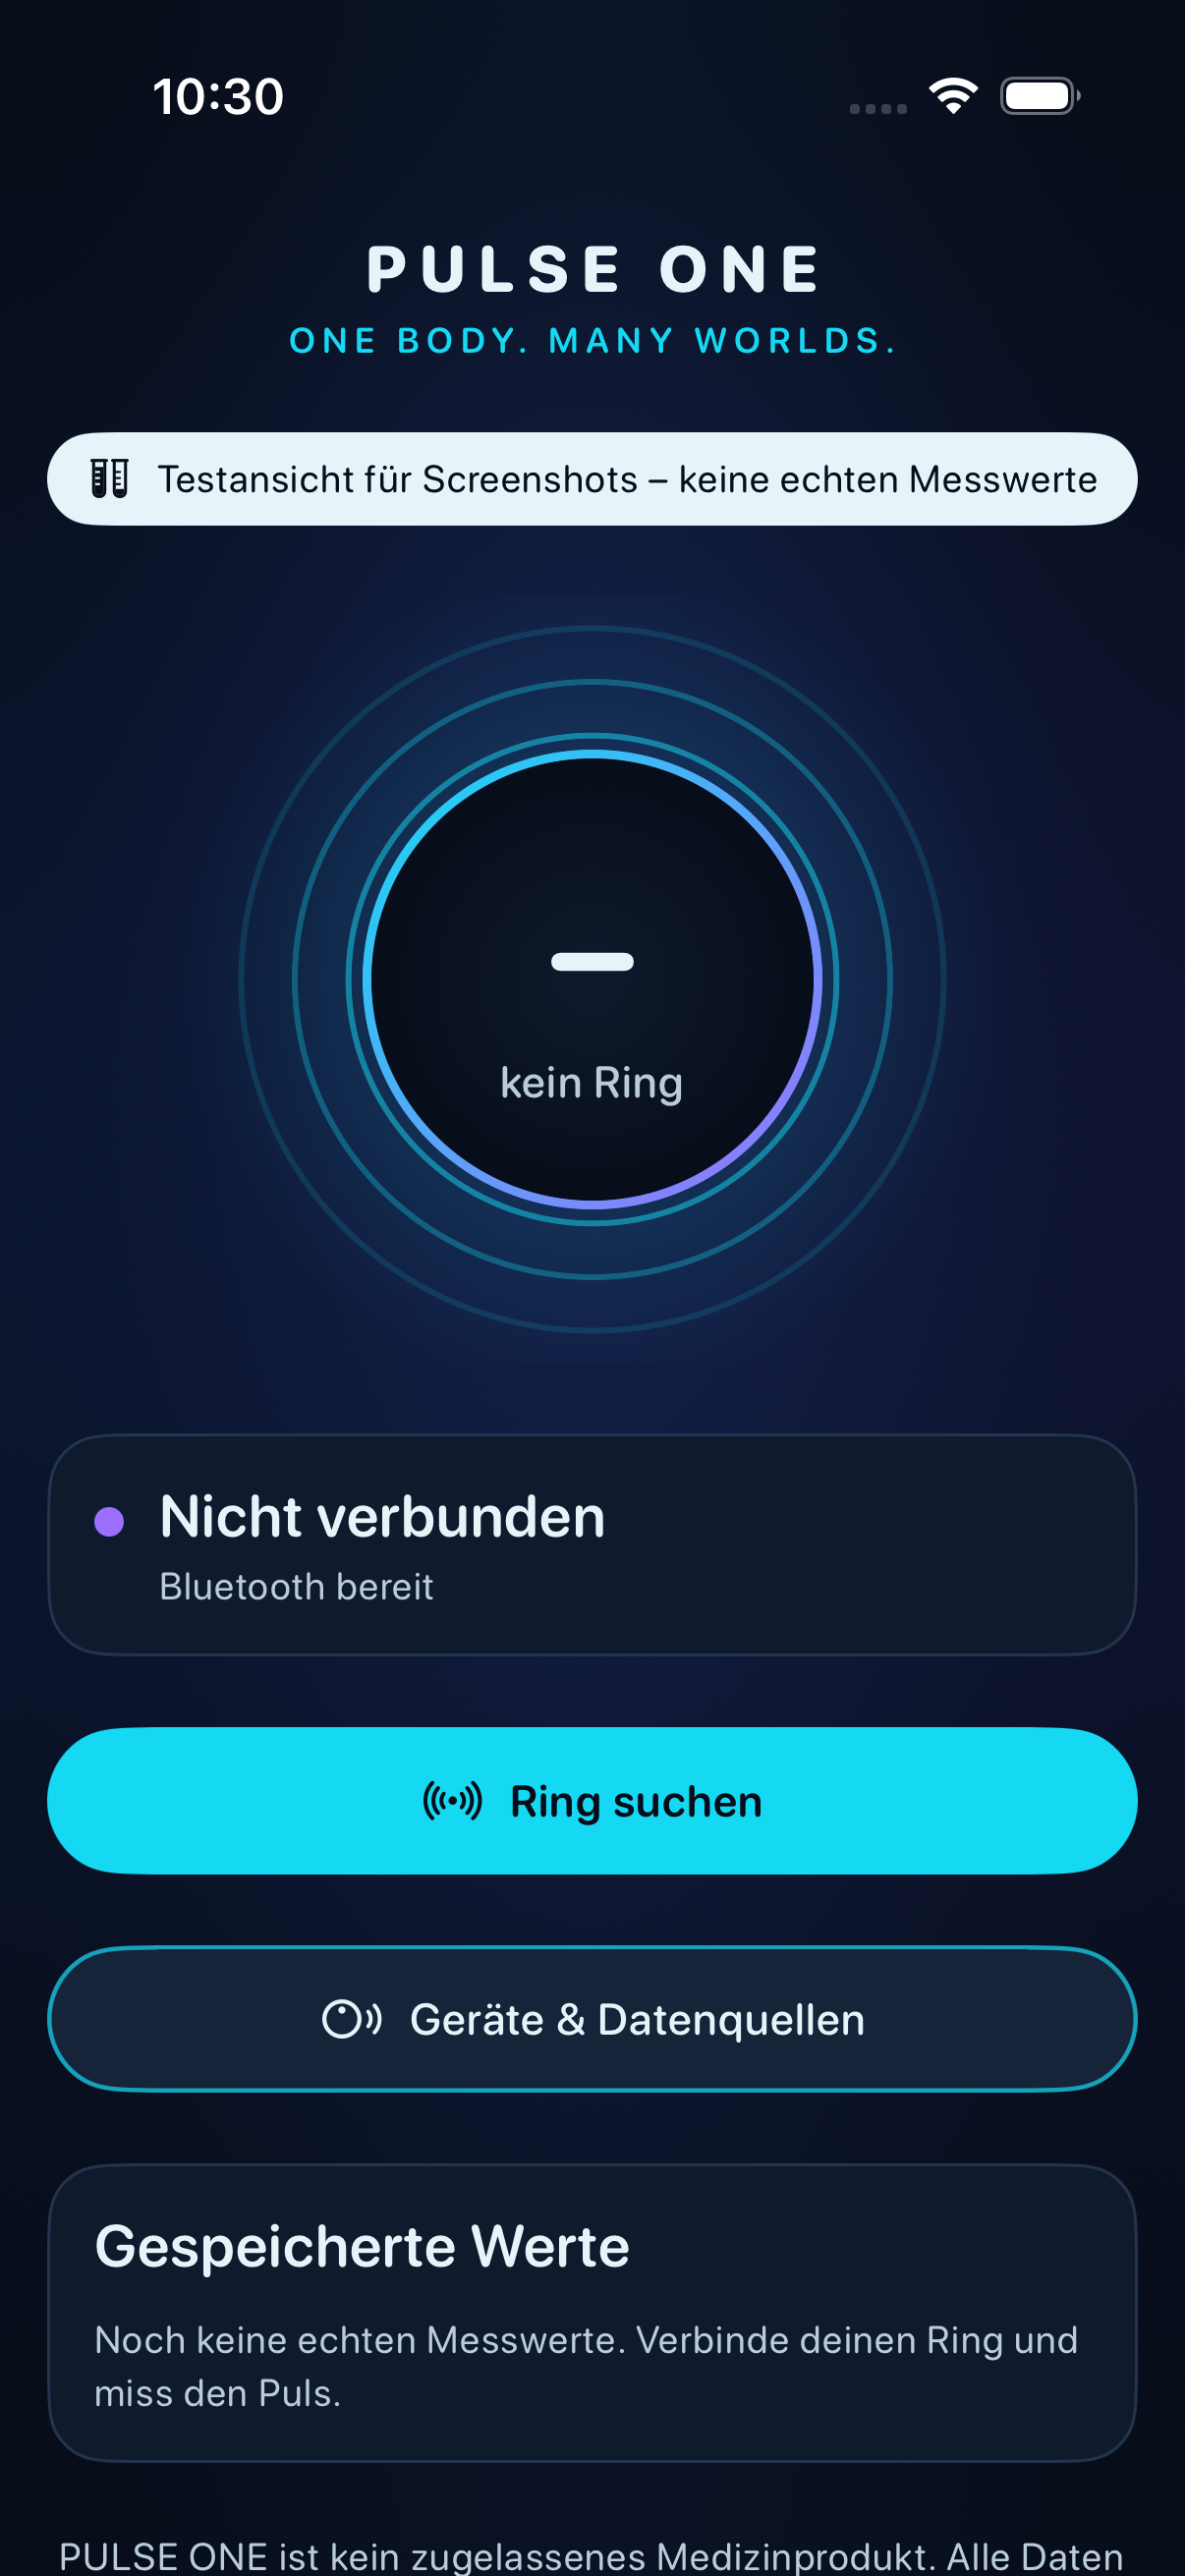 10:30
PULSE ONE
ONE BODY. MANY WORLDS.
Testansicht für Screenshots – keine echten Messwerte
–
kein Ring
Nicht verbunden
Bluetooth bereit
Ring suchen
Geräte & Datenquellen
Gespeicherte Werte
Noch keine echten Messwerte. Verbinde deinen Ring und
miss den Puls.
PULSE ONE ist kein zugelassenes Medizinprodukt. Alle Daten